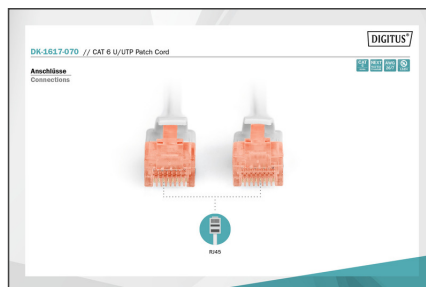 DIGITUS®
DK-1617-070 // CAT 6 U/UTP Patch Cord
Anschlüsse
Connections
RJ45